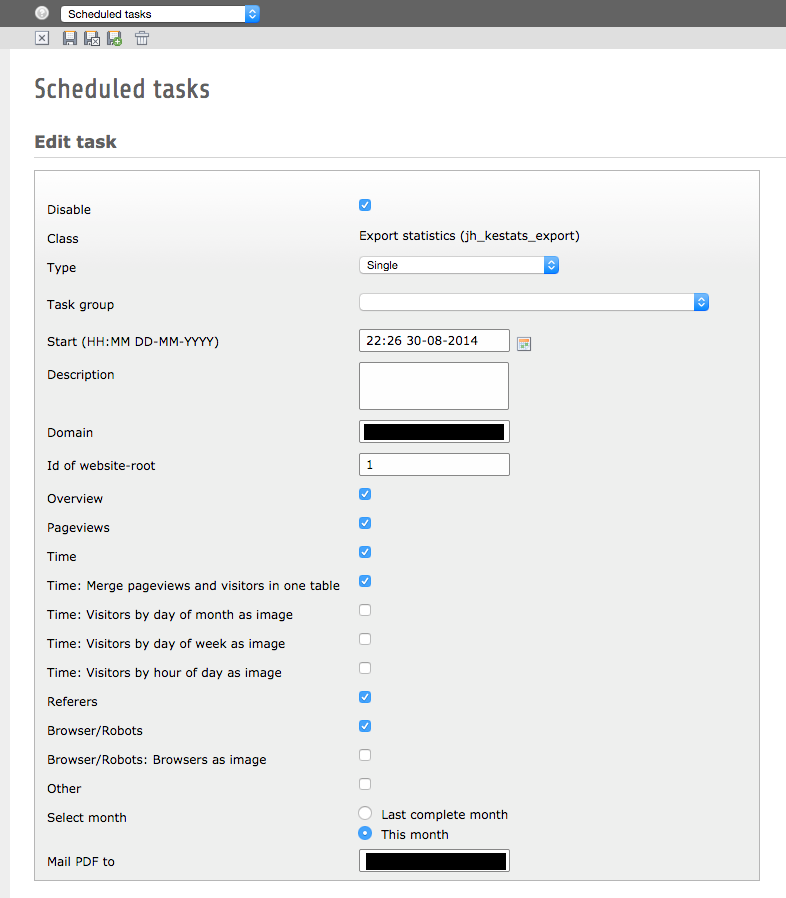 Scheduled tasks
Scheduled tasks
Edit task
Disable
Class Export statistics (jh_kestats_export)
Type Single
Task group
Start (HH:MM DD-MM-YYYY) 22:26 30-08-2014
Description
Domain
Id of website-root 1
Overview
Pageviews
Time
Time: Merge pageviews and visitors in one table
Time: Visitors by day of month as image
Time: Visitors by day of week as image
Time: Visitors by hour of day as image
Referers
Browser/Robots
Browser/Robots: Browsers as image
Other
Select month Last complete month
This month
Mail PDF to